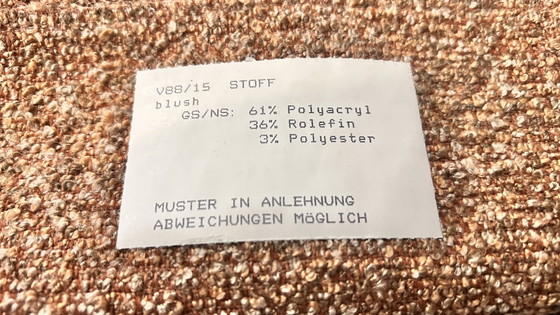 V88/15 STOFF
blush
GS/NS: 61% Polyacryl
36% Rolefin
3% Polyester
MUSTER IN ANLEHNUNG
ABWEICHUNGEN MöGLICH